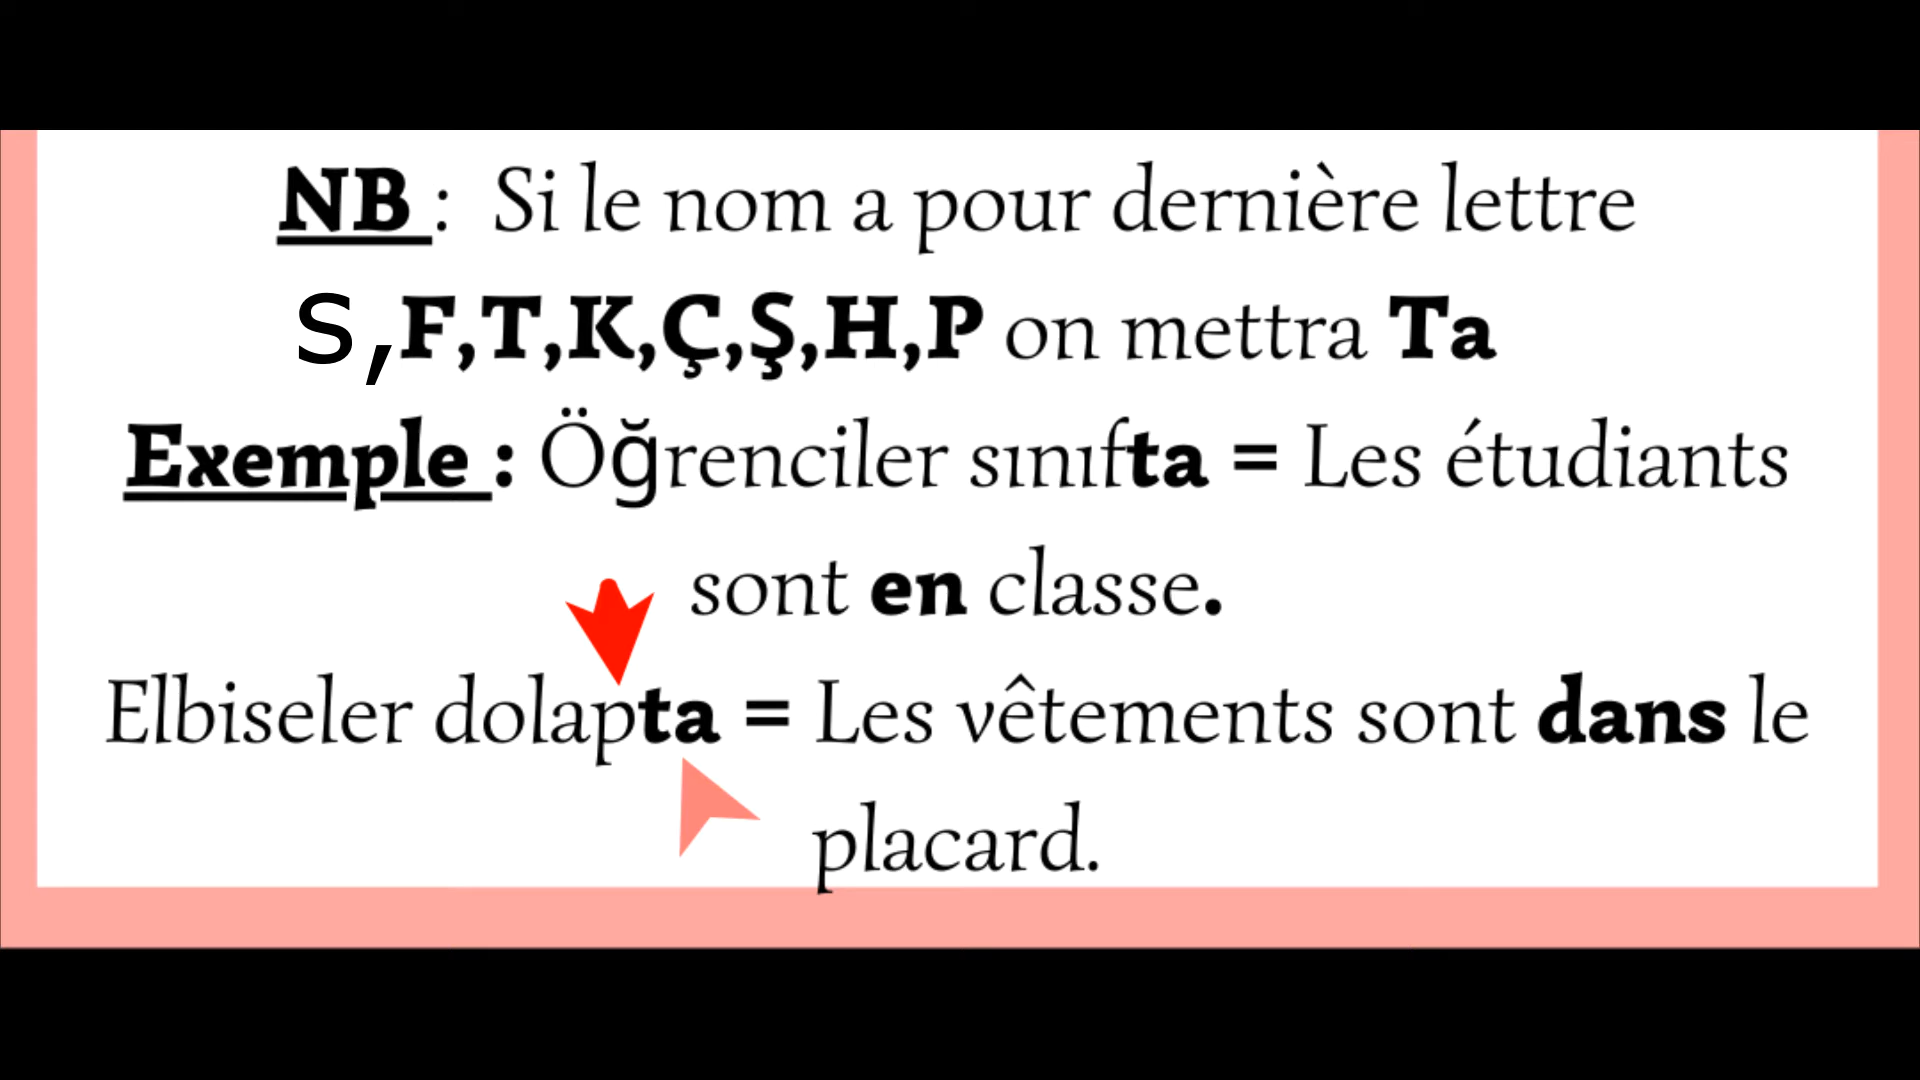 NB : Si le nom a pour dernière lettre
s,F,T,K,Ç,Ş,H,P on mettra Ta
Exemple : Öğrenciler sınıfta = Les étudiants
sont en classe.
Elbiseler dolapta = Les vêtements sont dans le
placard.